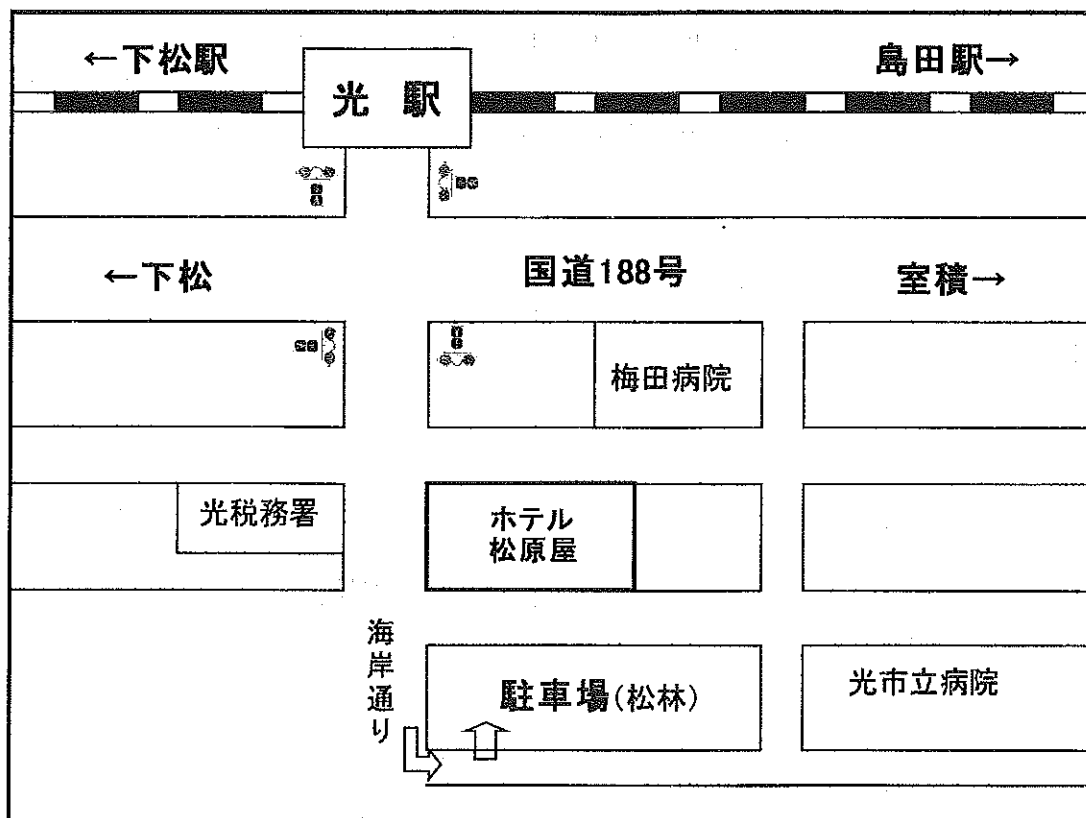 ←下松駅
光 駅
島田駅→
←下松
国道188号
室積→
梅田病院
光税務署
ホテル
松原屋
海岸通り
駐車場(松林)
光市立病院